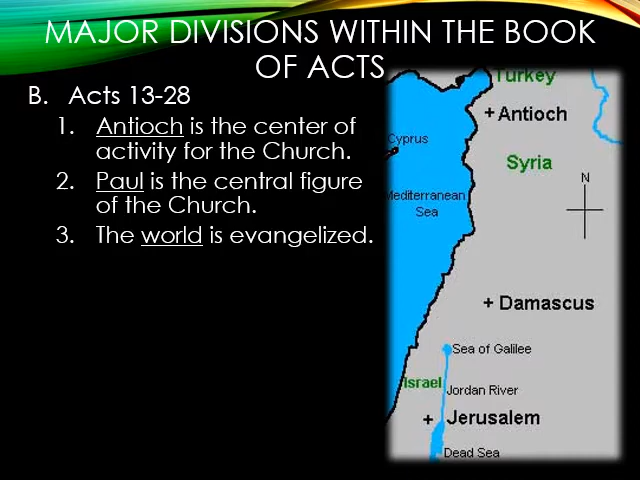 MAJOR DIVISIONS WITHIN THE BOOK
OF ACTS
B. Acts 13-28
1. Antioch is the center of
activity for the Church.
2. Paul is the central figure
of the Church.
3. The world is evangelized.
Turkey
+ Antioch
Cyprus
Syria
N
Mediterranean
Sea
+ Damascus
Sea of Galilee
Israel
Jordan River
+ Jerusalem
Dead Sea